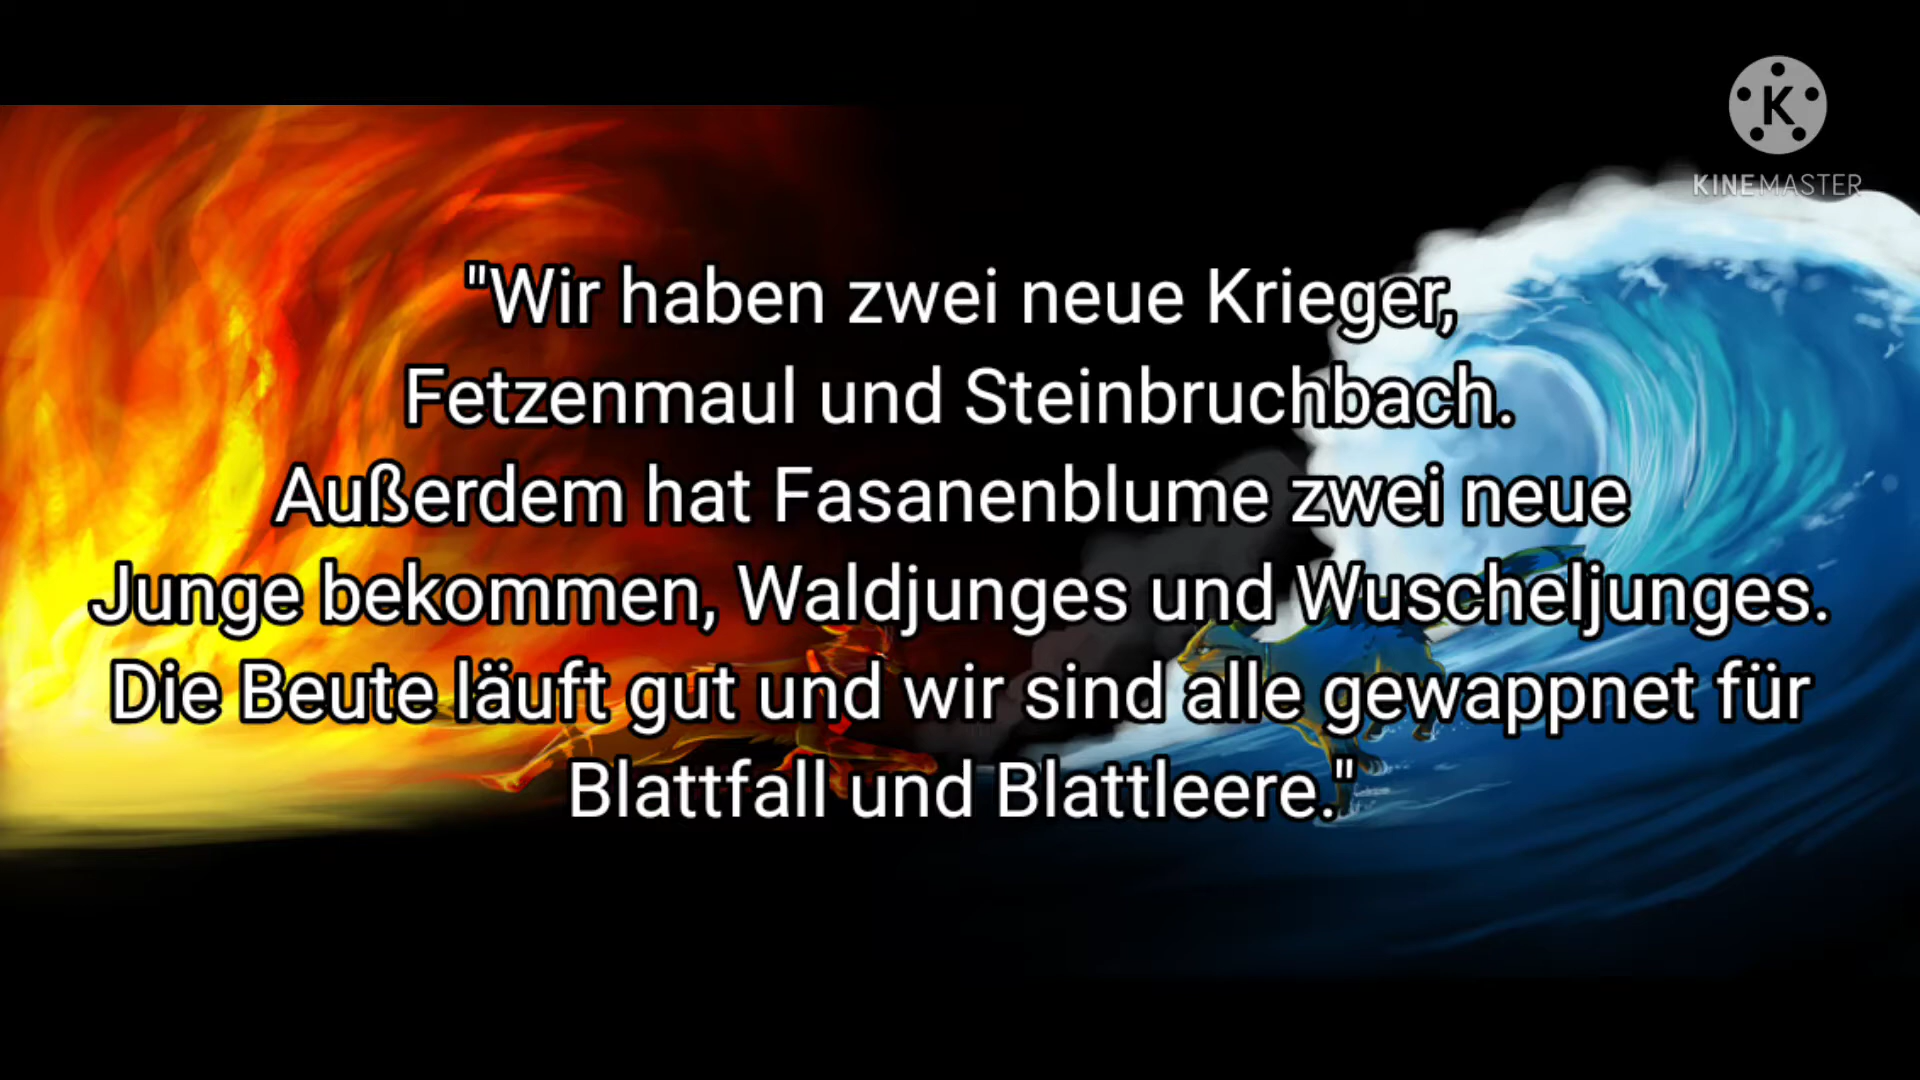 K
KINEMASTER
"Wir haben zwei neue Krieger,
Fetzenmaul und Steinbruchbach.
Außerdem hat Fasanenblume zwei neue
Junge bekommen, Waldjunges und Wuscheljunges.
Die Beute läuft gut und wir sind alle gewappnet für
Blattfall und Blattleere."